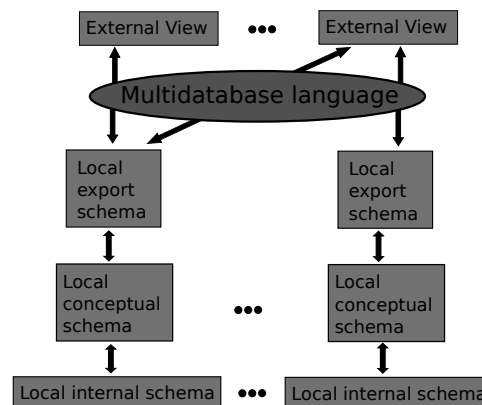 External View
External View
Multidatabase language
Local
export
schema
Local
export
schema
Local
conceptual
schema
Local
conceptual
schema
Local internal schema
Local internal schema